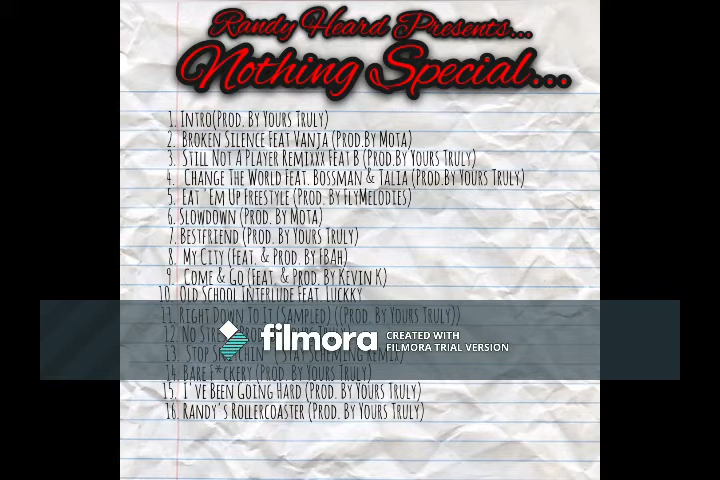 Randy Heard Presents...
Nothing Special...
1. Intro(Prod. By Yours Truly)
2. Broken Silence Feat Vanja (Prod.By Mota)
3. Still Not A Player Remixxx Feat B (Prod.By Yours Truly)
4. Change The World Feat. Bossman & Talia (Prod.By Yours Truly)
5. Eat 'Em Up Freestyle (Prod. By FlyMelodies)
6. Slowdown (Prod. By Mota)
7. Bestfriend (Prod. By Yours Truly)
8. My City (Feat. & Prod. By FBAH)
9. Come & Go (Feat. & Prod. By Kevin K)
10. Old School Interlude Feat. Luckky
11. Right Down To It (Sampled) ((Prod. By Yours Truly))
12. No
13. Stop
14. Bare F*ckery (Prod. By Yours Truly)
15. I've Been Going Hard (Prod. By Yours Truly)
16. Randy's Rollercoaster (Prod. By Yours Truly)
filmora
CREATED WITH
FILMORA TRIAL VERSION